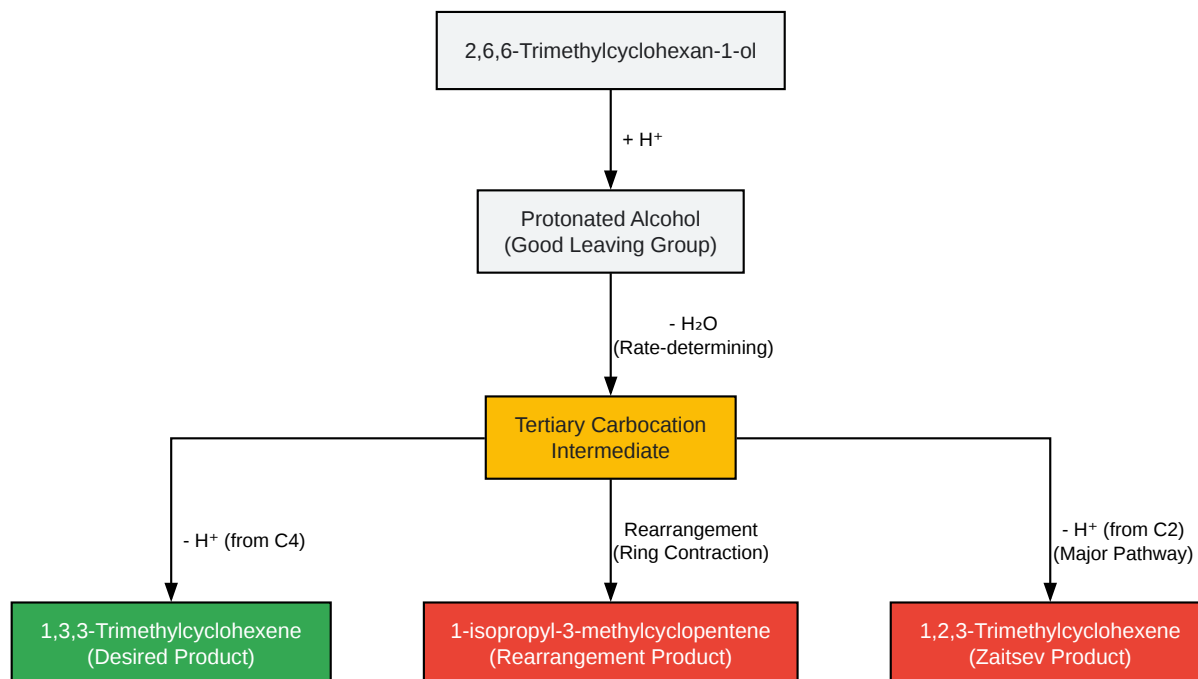 2,6,6-Trimethylcyclohexan-1-ol
+ H⁺
Protonated Alcohol
(Good Leaving Group)
- H₂O
(Rate-determining)
Tertiary Carbocation
Intermediate
- H⁺ (from C4)
Rearrangement
(Ring Contraction)
- H⁺ (from C2)
(Major Pathway)
1,3,3-Trimethylcyclohexene
(Desired Product)
1-isopropyl-3-methylcyclopentene
(Rearrangement Product)
1,2,3-Trimethylcyclohexene
(Zaitsev Product)